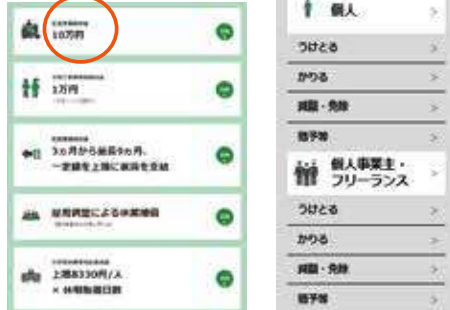 10万円
1万円
3ヵ月から最長9ヵ月、
一定額を上限に家賃を支給
雇用調整による休業補償
上限8330円/人
× 休暇取得日数
個人
うけとる
かりる
減額・免除
猶予等
個人事業主・
フリーランス
うけとる
かりる
減額・免除
猶予等